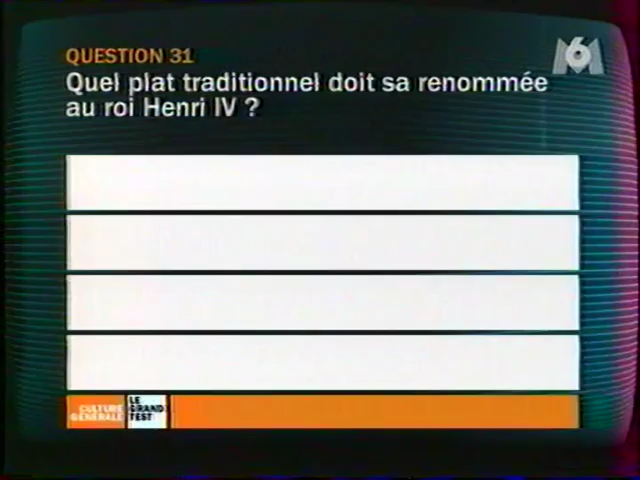 QUESTION 31
M6
Quel plat traditionnel doit sa renommée
au roi Henri IV ?
CULTURE
GÉNÉRALE
LE
GRAND
TEST